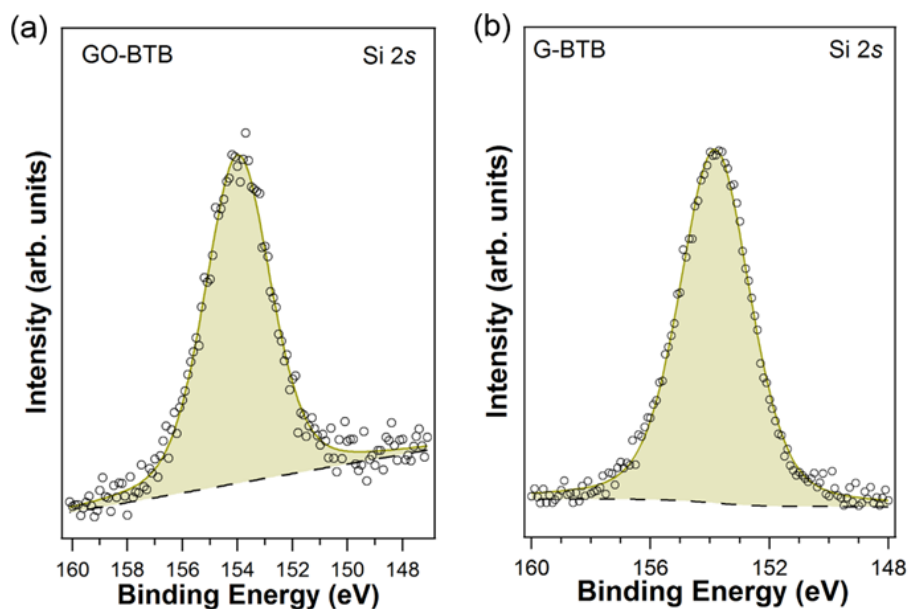 (a)
GO-BTB Si 2s
Intensity (arb. units)
160 158 156 154 152 150 148
Binding Energy (eV)
(b)
G-BTB Si 2s
Intensity (arb. units)
160 156 152 148
Binding Energy (eV)